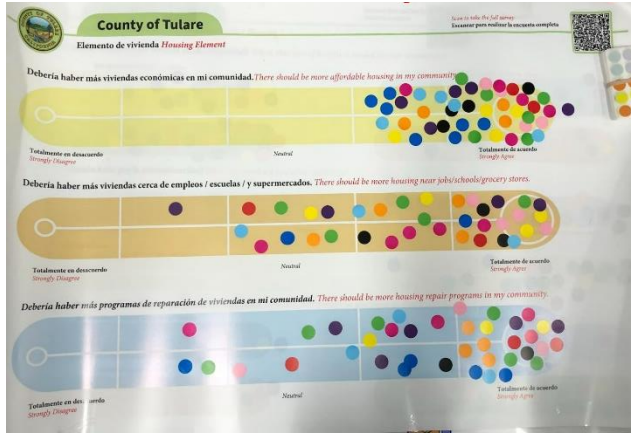 County of Tulare
Scan to take the full survey
Escanear para realizar la encuesta completa
Elemento de vivienda Housing Element
Debería haber más viviendas económicas en mi comunidad. There should be more affordable housing in my community.
Totalmente en desacuerdo
Strongly Disagree
Neutral
Totalmente de acuerdo
Strongly Agree
Debería haber más viviendas cerca de empleos / escuelas / y supermercados. There should be more housing near jobs/schools/grocery stores.
Totalmente en desacuerdo
Strongly Disagree
Neutral
Totalmente de acuerdo
Strongly Agree
Debería haber más programas de reparación de viviendas en mi comunidad. There should be more housing repair programs in my community.
Totalmente en desacuerdo
Strongly Disagree
Neutral
Totalmente de acuerdo
Strongly Agree